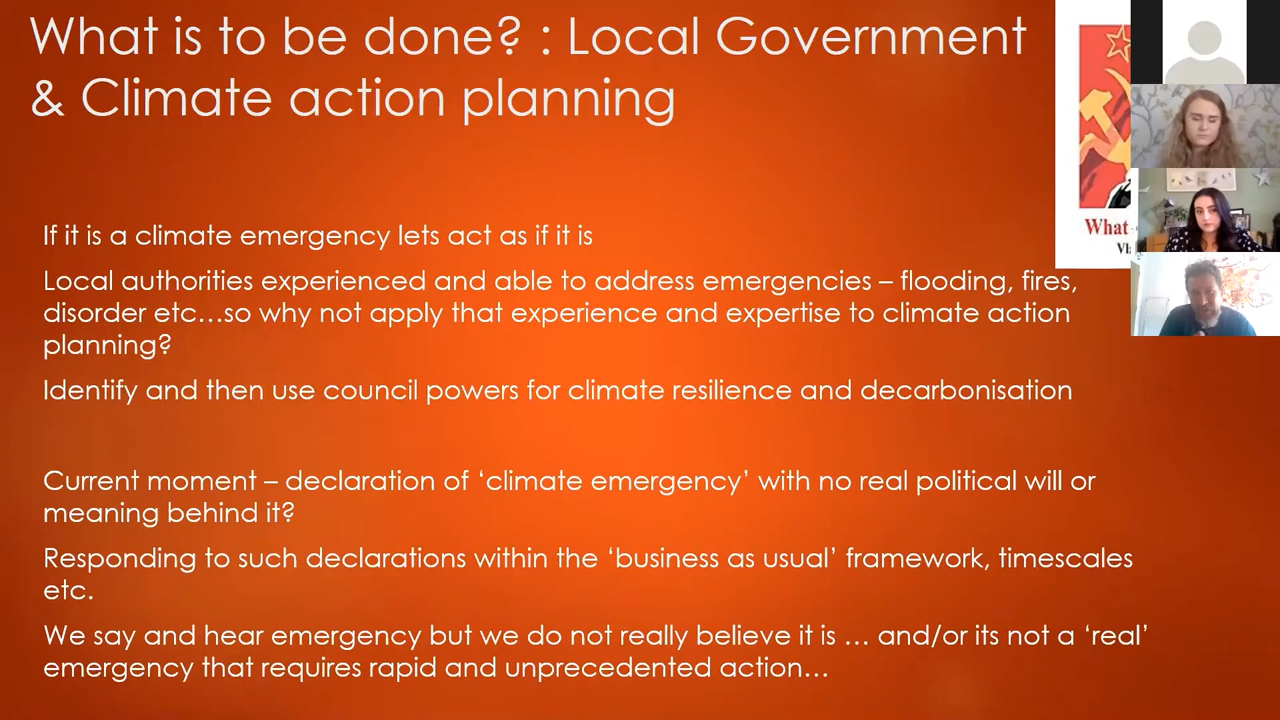 What is to be done? : Local Government
& Climate action planning
What
Vl
If it is a climate emergency lets act as if it is
Local authorities experienced and able to address emergencies – flooding, fires,
disorder etc…so why not apply that experience and expertise to climate action
planning?
Identify and then use council powers for climate resilience and decarbonisation
Current moment – declaration of ‘climate emergency’ with no real political will or
meaning behind it?
Responding to such declarations within the ‘business as usual’ framework, timescales
etc.
We say and hear emergency but we do not really believe it is … and/or its not a ‘real’
emergency that requires rapid and unprecedented action…